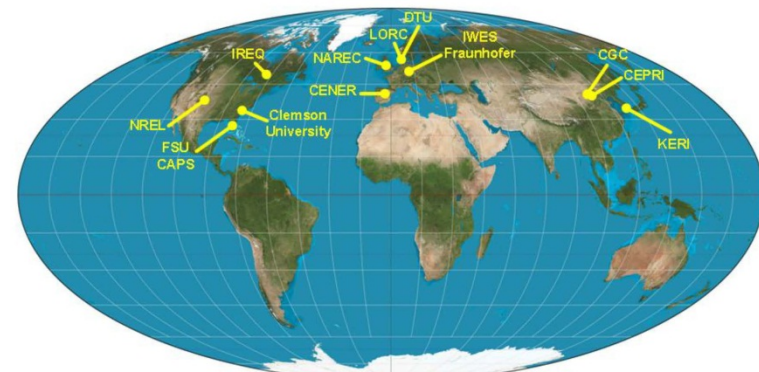 DTU
LORC
IWES
Fraunhofer
IREQ
NAREC
CGC
CEPRI
CENER
NREL
Clemson
University
FSU
CAPS
KERI